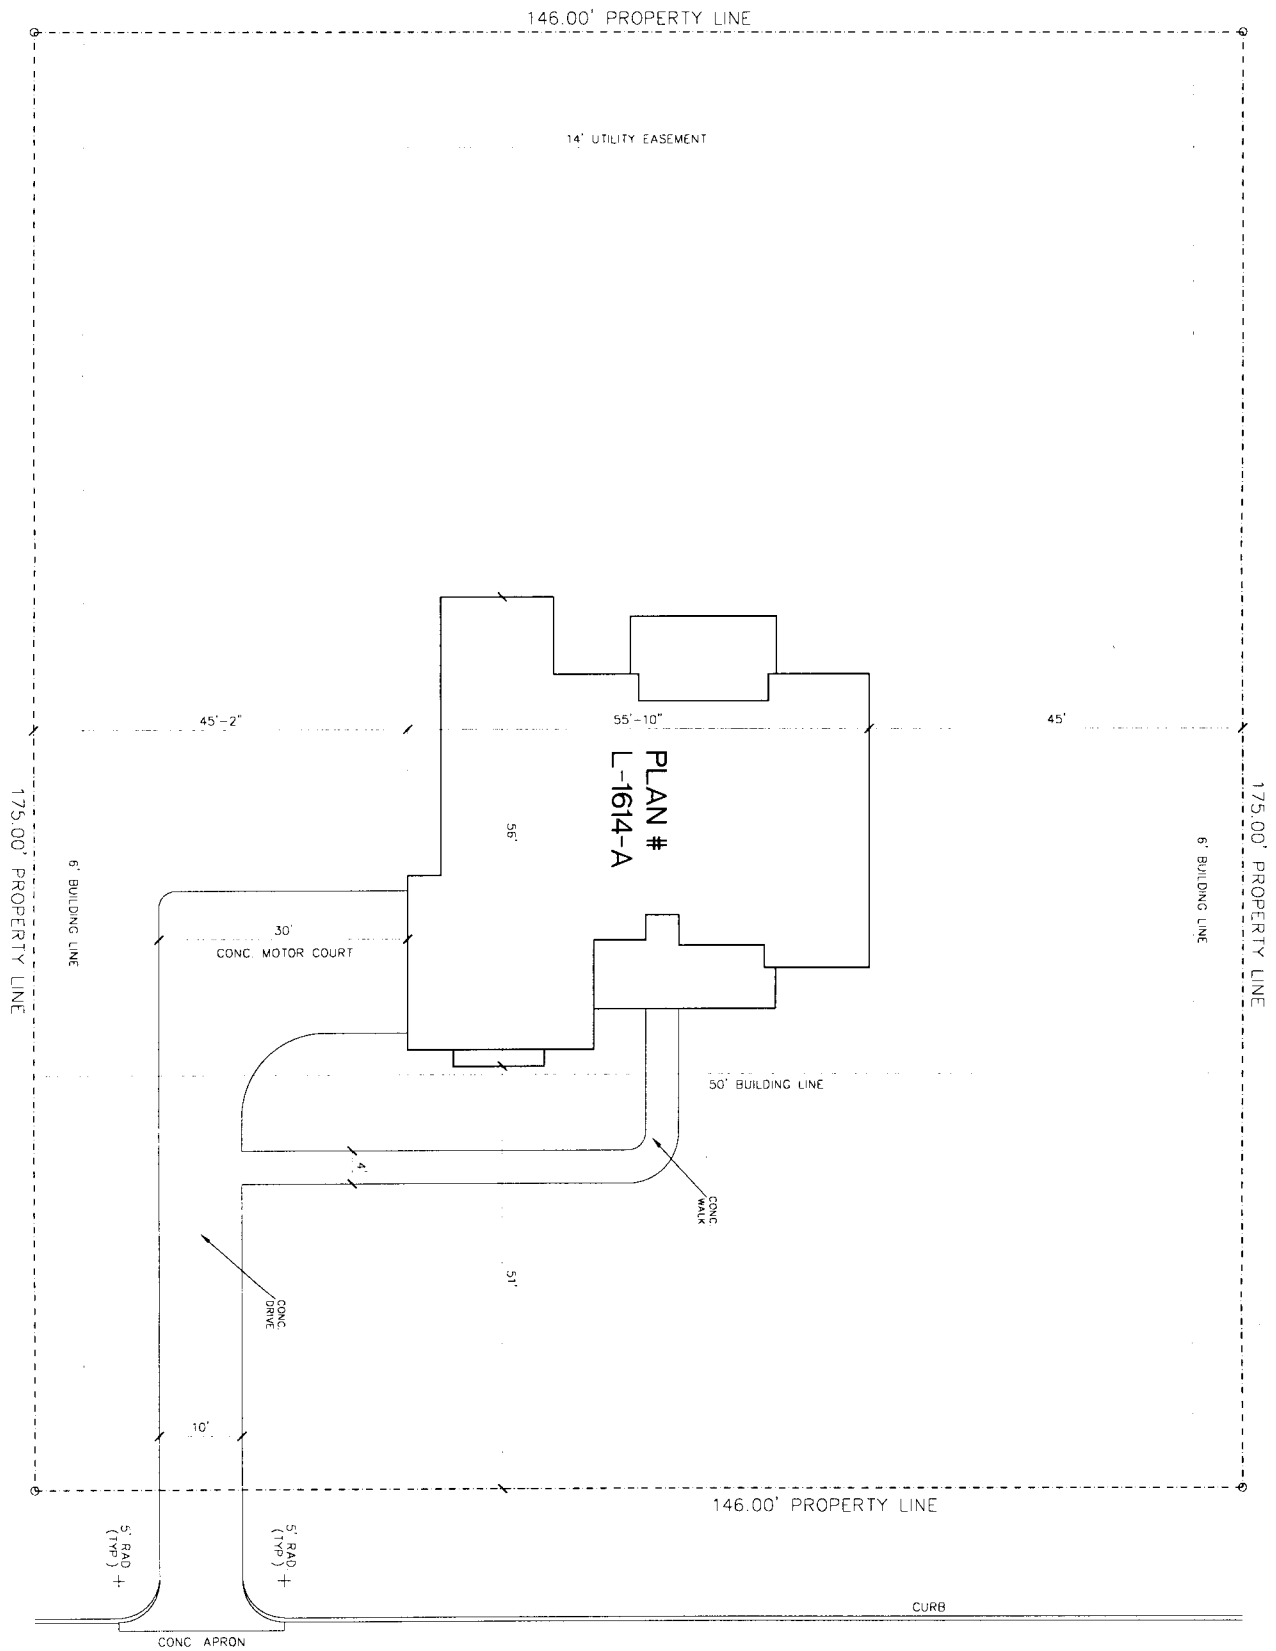 146.00' PROPERTY LINE
14' UTILITY EASEMENT
45'-2"
55'-10"
45'
PLAN #
L-1614-A
56'
175.00' PROPERTY LINE
6' BUILDING LINE
6' BUILDING LINE
175.00' PROPERTY LINE
30'
CONC. MOTOR COURT
50' BUILDING LINE
4'
CONC.
WALK
51'
CONC.
DRIVE
10'
146.00' PROPERTY LINE
5' RAD.
(TYP.)
5' RAD.
(TYP.)
CURB
CONC. APRON